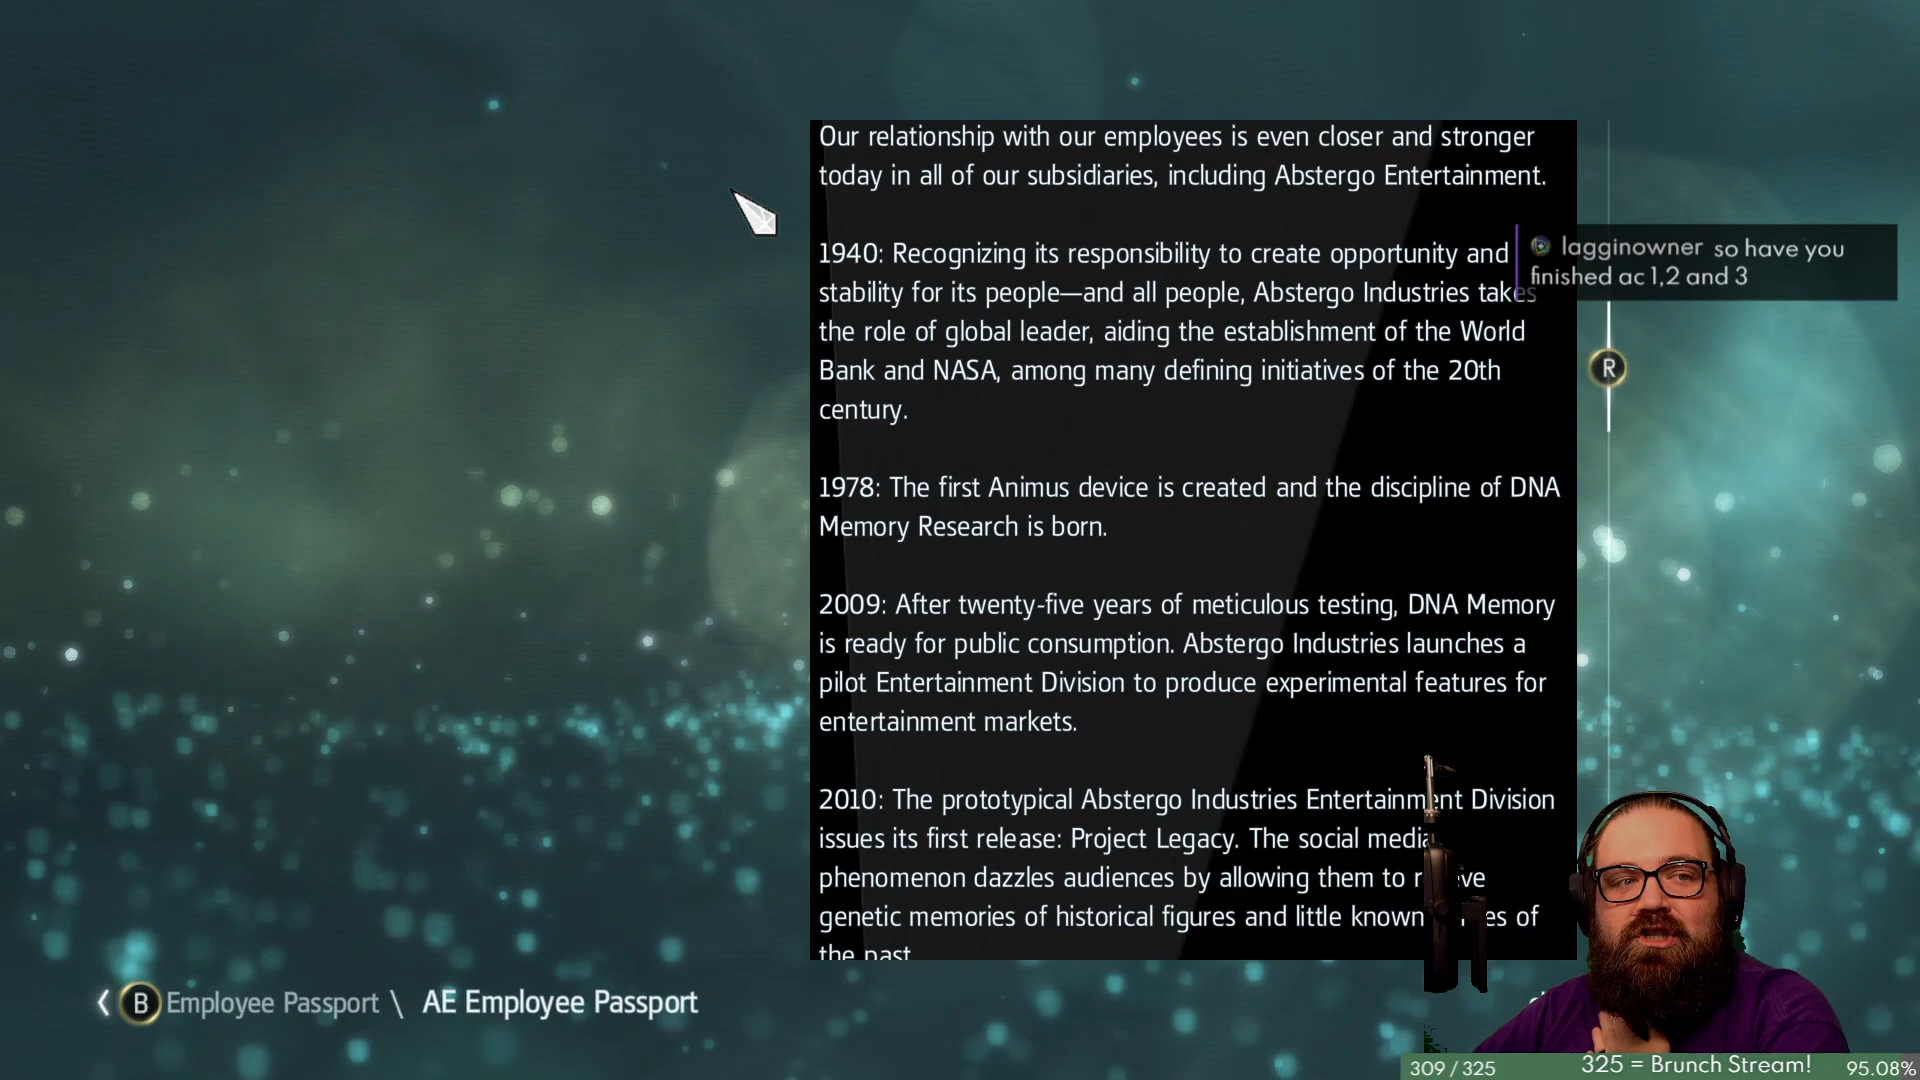 Our relationship with our employees is even closer and stronger
today in all of our subsidiaries, including Abstergo Entertainment.
1940: Recognizing its responsibility to create opportunity and
stability for its people—and all people, Abstergo Industries takes
the role of global leader, aiding the establishment of the World
Bank and NASA, among many defining initiatives of the 20th
century.
lagginowner so have you
finished ac 1,2 and 3
R
1978: The first Animus device is created and the discipline of DNA
Memory Research is born.
2009: After twenty-five years of meticulous testing, DNA Memory
is ready for public consumption. Abstergo Industries launches a
pilot Entertainment Division to produce experimental features for
entertainment markets.
2010: The prototypical Abstergo Industries Entertainment Division
issues its first release: Project Legacy. The social media
phenomenon dazzles audiences by allowing them to
genetic memories of historical figures and little known of
the past
B Employee Passport \ AE Employee Passport
309 / 325 325 = Brunch Stream! 95.08%